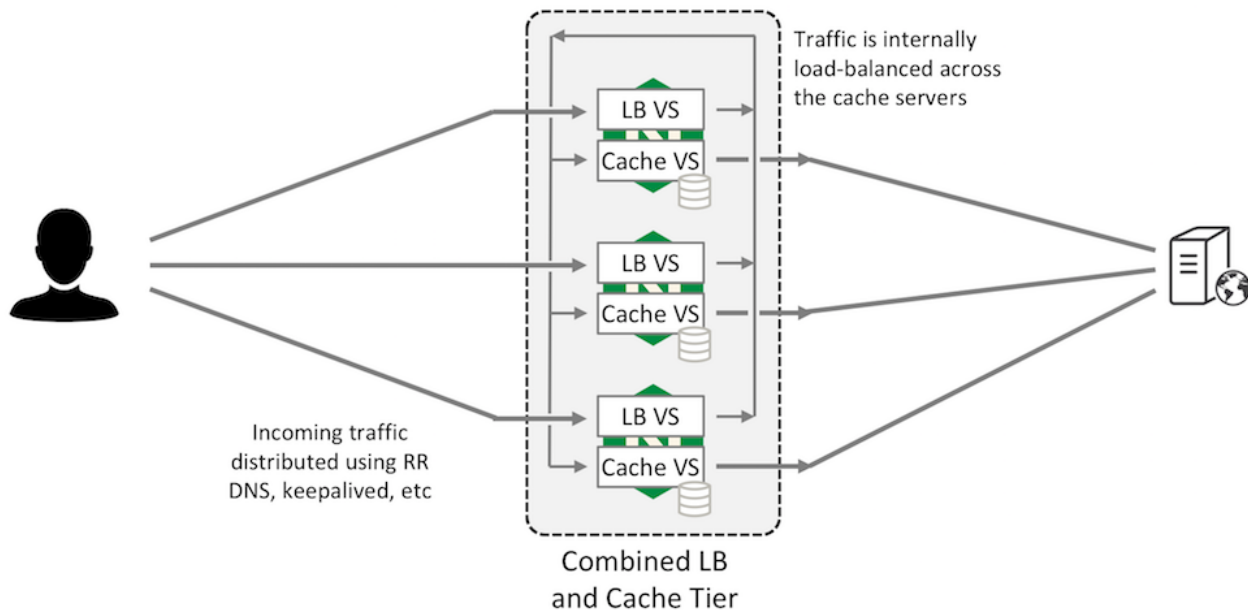 Traffic is internally
load-balanced across
the cache servers
LB VS
Cache VS
LB VS
Cache VS
LB VS
Cache VS
Incoming traffic
distributed using RR
DNS, keepalived, etc
Combined LB
and Cache Tier